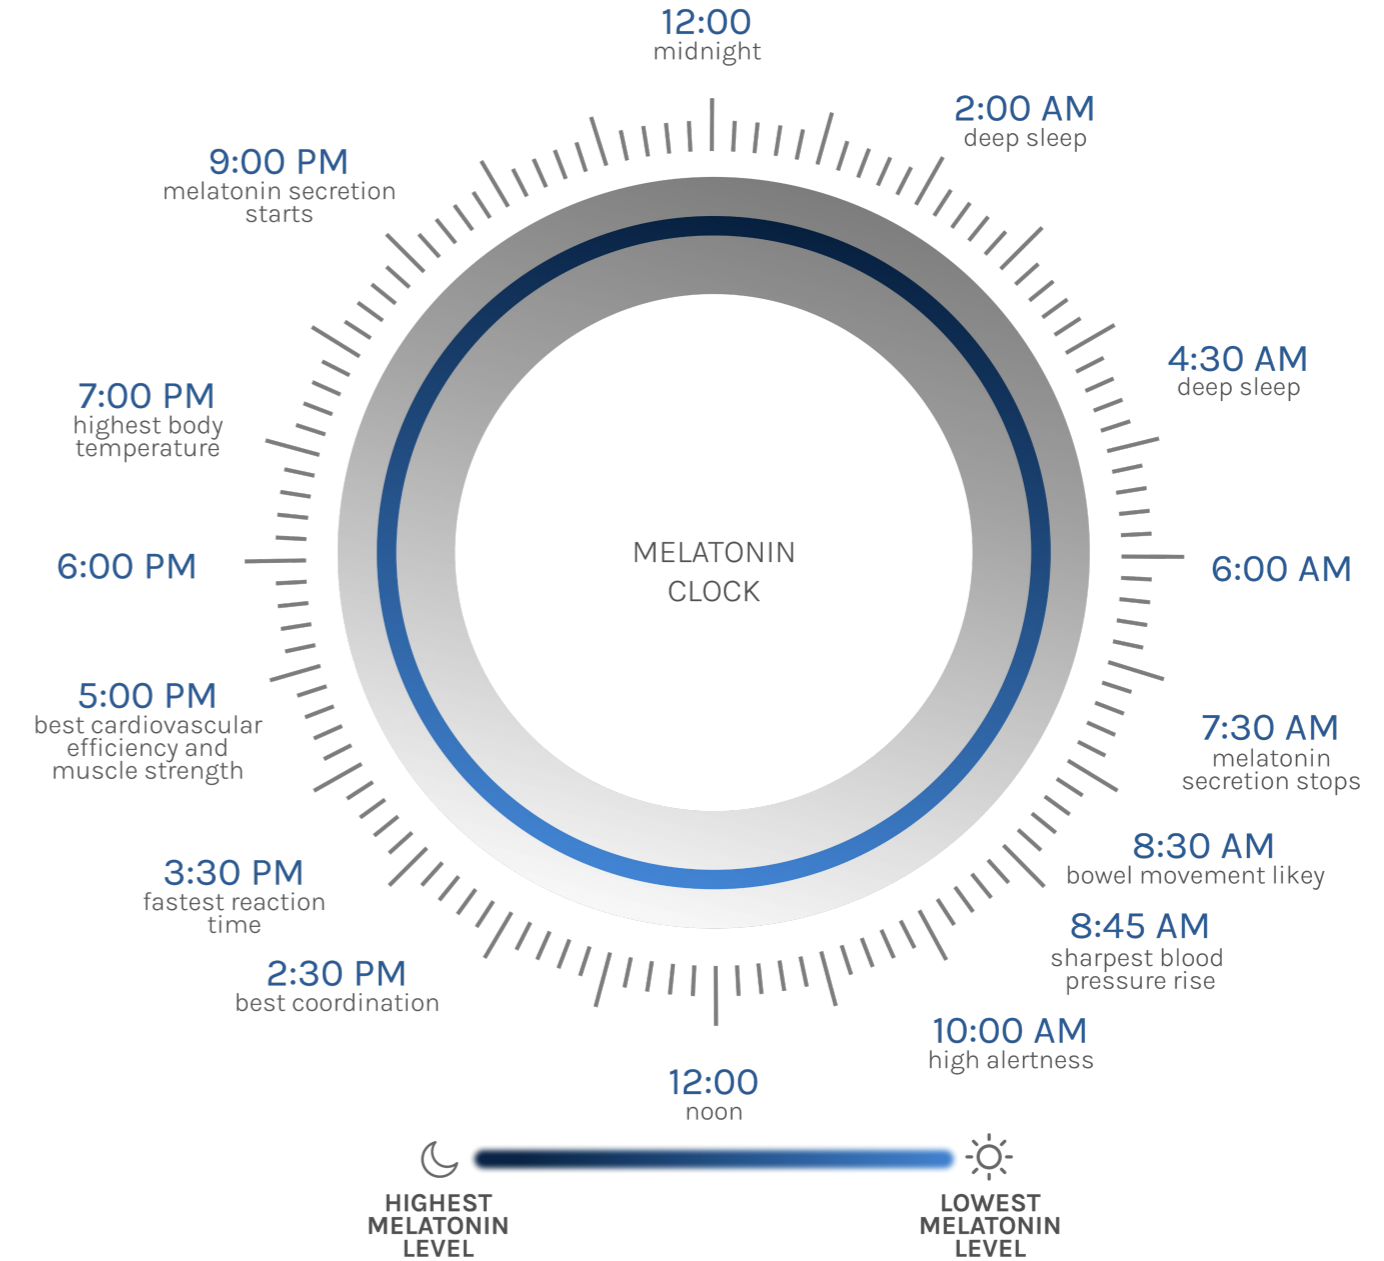 12:00
midnight
2:00 AM
deep sleep
4:30 AM
deep sleep
6:00 AM
7:30 AM
melatonin
secretion stops
8:30 AM
bowel movement likey
8:45 AM
sharpest blood
pressure rise
10:00 AM
high alertness
12:00
noon
2:30 PM
best coordination
3:30 PM
fastest reaction
time
5:00 PM
best cardiovascular
efficiency and
muscle strength
6:00 PM
7:00 PM
highest body
temperature
9:00 PM
melatonin secretion
starts
MELATONIN
CLOCK
HIGHEST
MELATONIN
LEVEL
LOWEST
MELATONIN
LEVEL